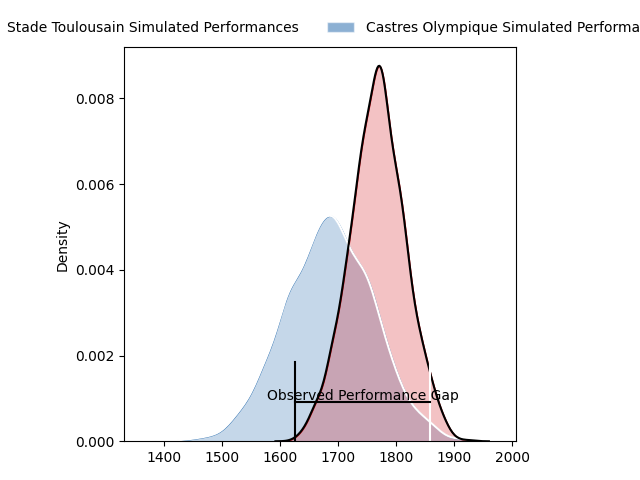 Stade Toulousain Simulated Performances
Castres Olympique Simulated Performa
0.008
0.006
0.004
0.002
0.000
Density
Observed Performance Gap
1400 1500 1600 1700 1800 1900 2000